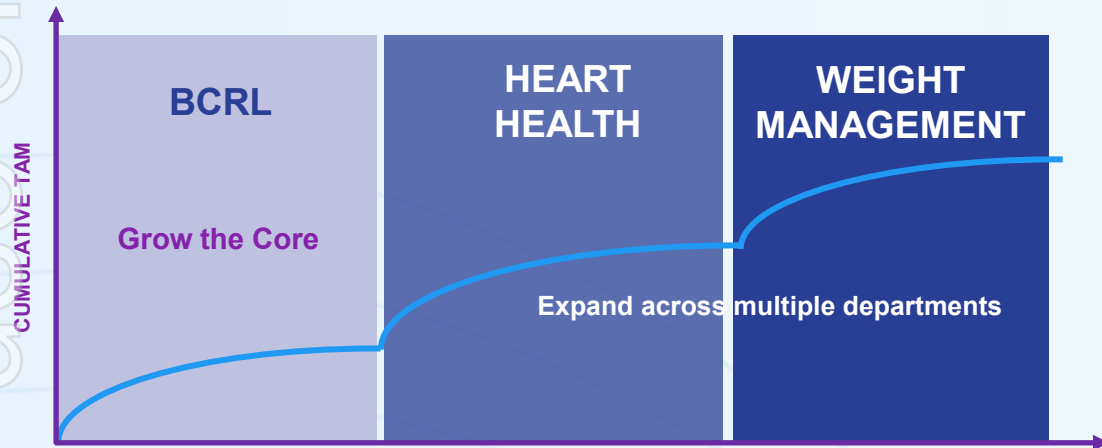 BCRL
HEART
HEALTH
WEIGHT
MANAGEMENT
Grow the Core
Expand across multiple departments
CUMULATIVE TAM